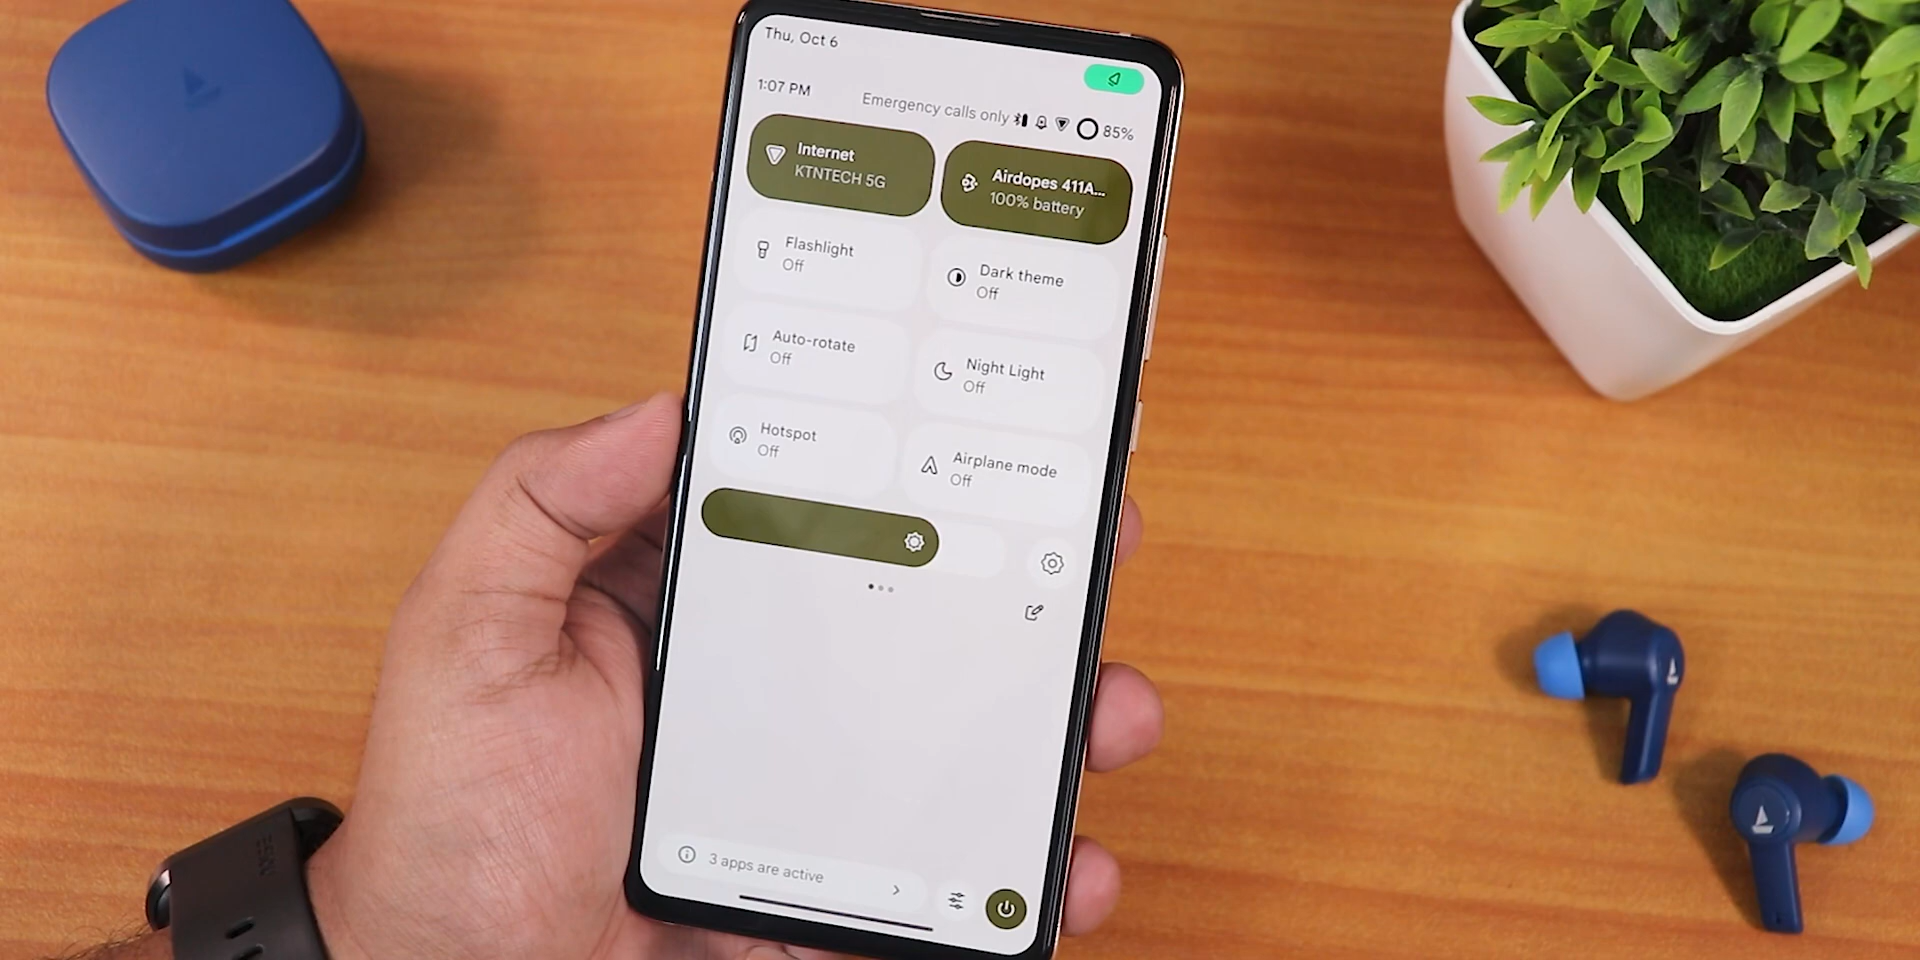 Thu, Oct 6
1:07 PM
Emergency calls only
85%
Internet
KTNTECH 5G
Airdopes 411A...
100% battery
Flashlight
Off
Dark theme
Off
Auto-rotate
Off
Night Light
Off
Hotspot
Off
Airplane mode
Off
3 apps are active